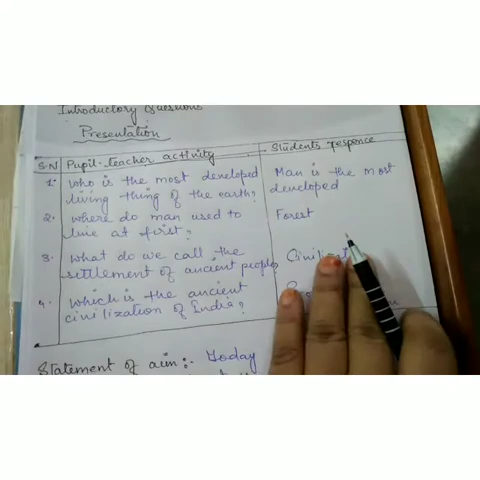 Introductory Questions
Presentation
S.N Pupil-teacher activity Students respence
1. Who is the most developed living thing of the earth? Man is the most developed
2. where do man used to live at first? Forest
3. What do we call the settlement of ancient people
4. Which is the ancient civilization of India?
Statement of aim:- Today